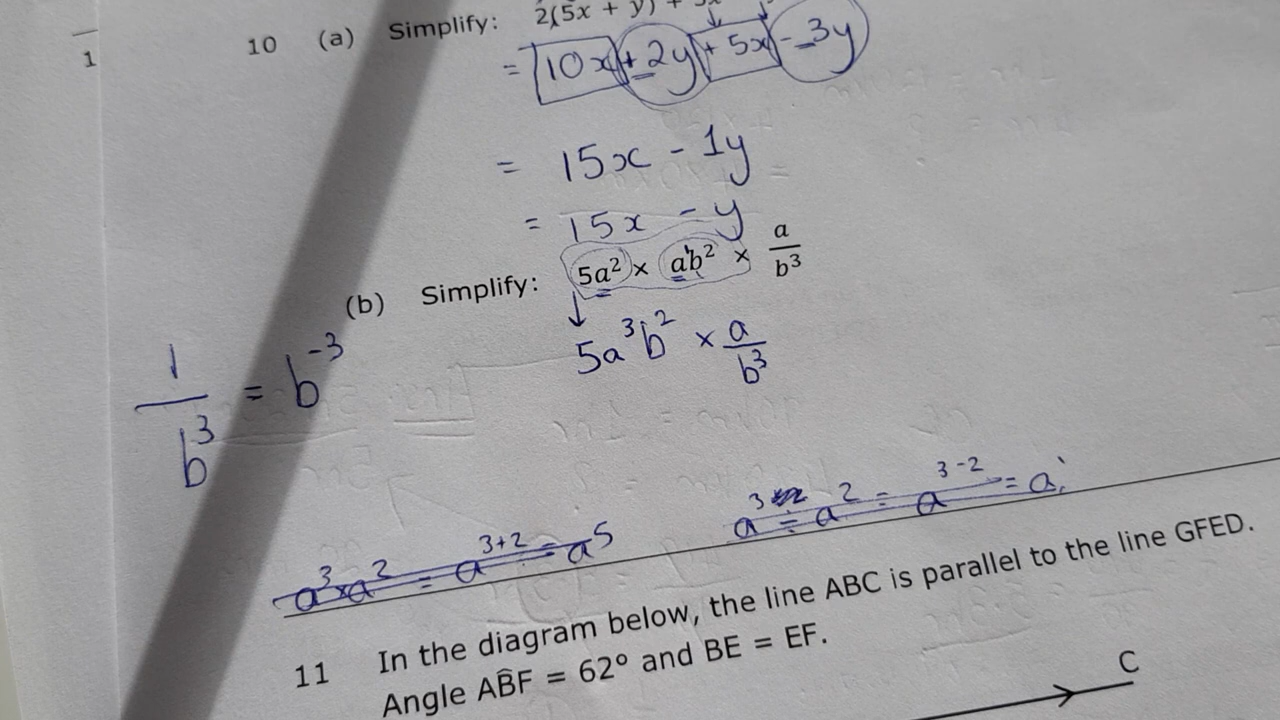 1
10 (a) Simplify: 2(5x + y) +
= 10x + 2y + 5x - 3y
= 15x - 1y
= 15x - y
(b) Simplify: 5a² × ab² × a/b³
5a³b² × a/b³
1/b³ = b⁻³
a³ × a² = a³⁺² = a⁵
a³ ÷ a² = a³⁻² = a¹
11 In the diagram below, the line ABC is parallel to the line GFED.
Angle AB̂F = 62° and BE = EF.
C